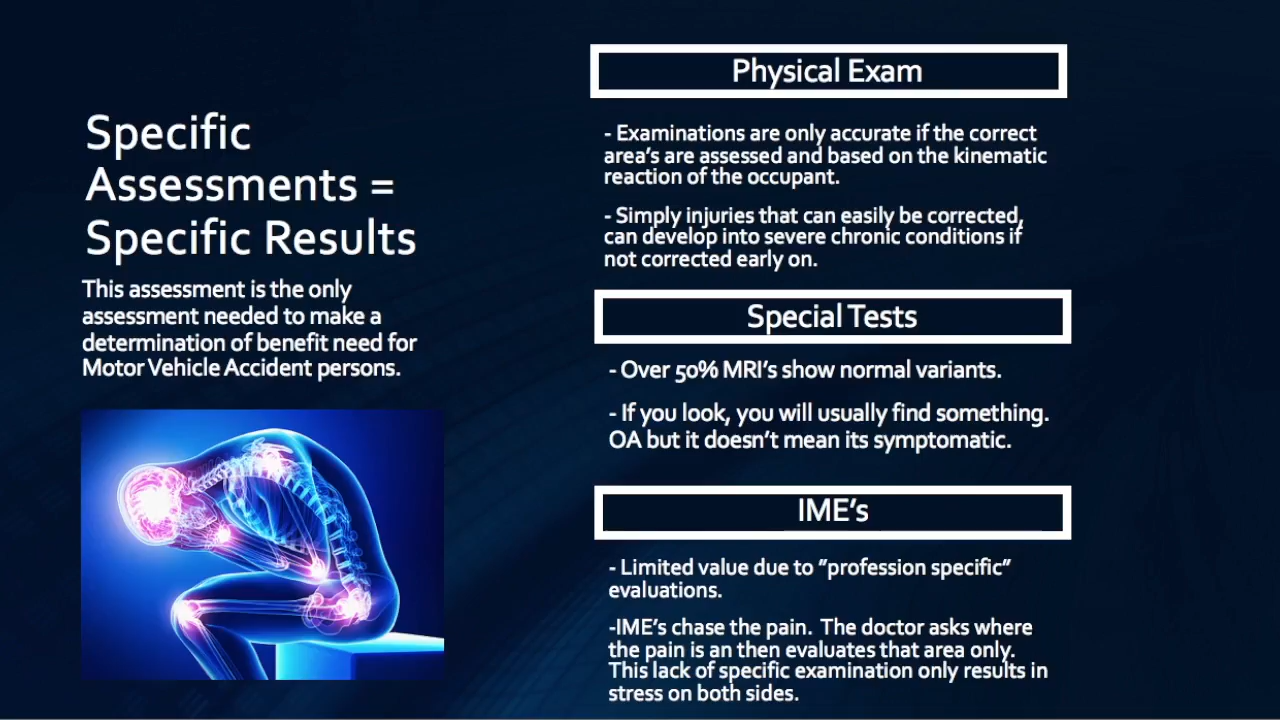 Specific
Assessments =
Specific Results
This assessment is the only
assessment needed to make a
determination of benefit need for
Motor Vehicle Accident persons.
Physical Exam
- Examinations are only accurate if the correct
area's are assessed and based on the kinematic
reaction of the occupant.
- Simply injuries that can easily be corrected,
can develop into severe chronic conditions if
not corrected early on.
Special Tests
- Over 50% MRI's show normal variants.
- If you look, you will usually find something.
OA but it doesn't mean its symptomatic.
IME's
- Limited value due to "profession specific"
evaluations.
-IME's chase the pain. The doctor asks where
the pain is an then evaluates that area only.
This lack of specific examination only results in
stress on both sides.